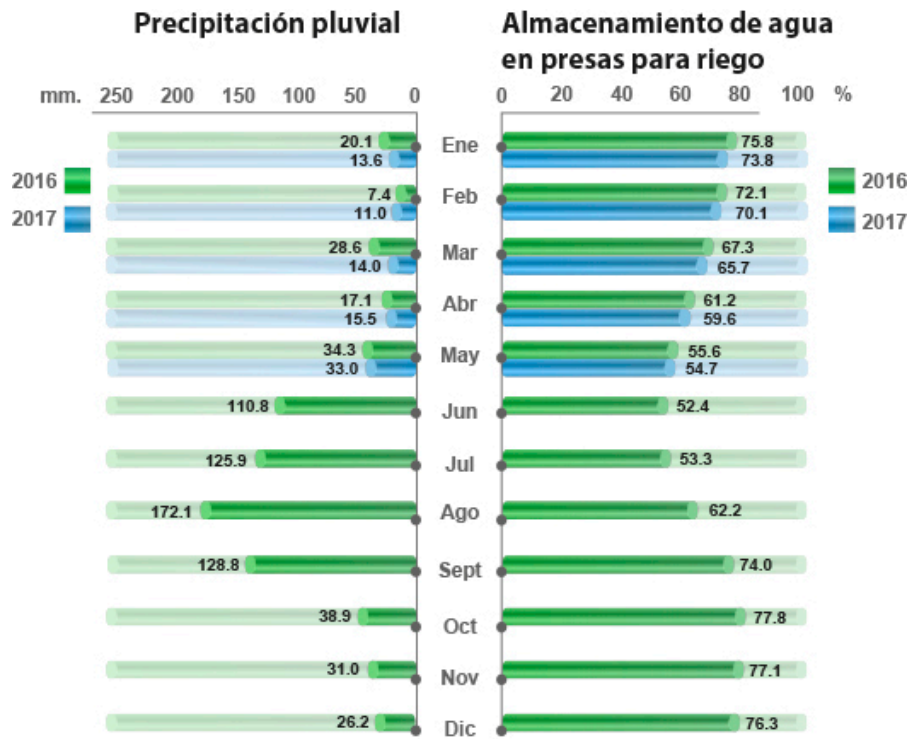 Precipitación pluvial
Almacenamiento de agua
en presas para riego
mm. 250 200 150 100 50 0
0 20 40 60 80 100 %
2016
2017
2016
2017
20.1 Ene 75.8
13.6 73.8
7.4 Feb 72.1
11.0 70.1
28.6 Mar 67.3
14.0 65.7
17.1 Abr 61.2
15.5 59.6
34.3 May 55.6
33.0 54.7
110.8 Jun 52.4
125.9 Jul 53.3
172.1 Ago 62.2
128.8 Sept 74.0
38.9 Oct 77.8
31.0 Nov 77.1
26.2 Dic 76.3